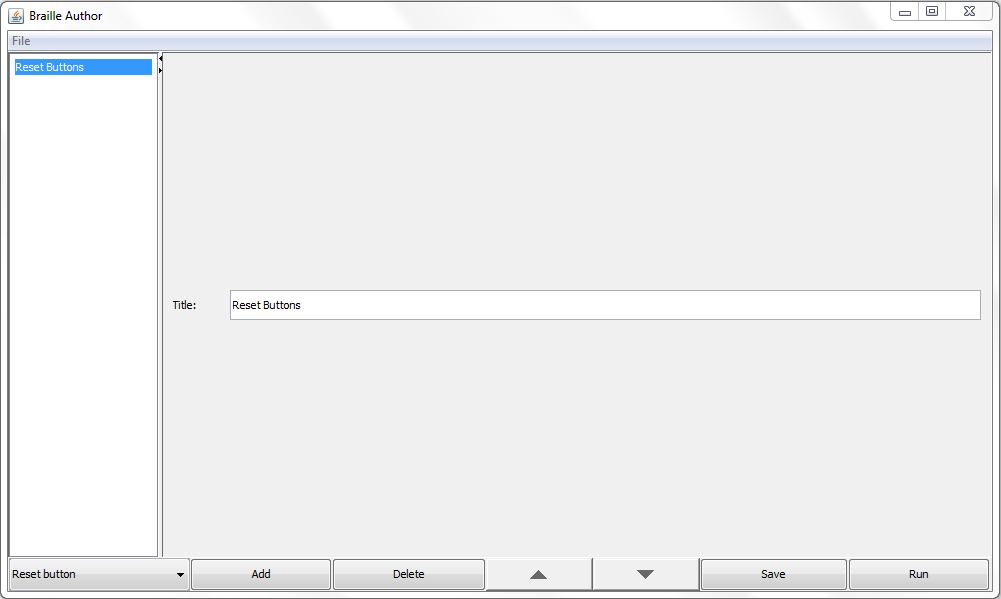 Braille Author
File
Reset Buttons
Title: Reset Buttons
Reset button Add Delete Save Run